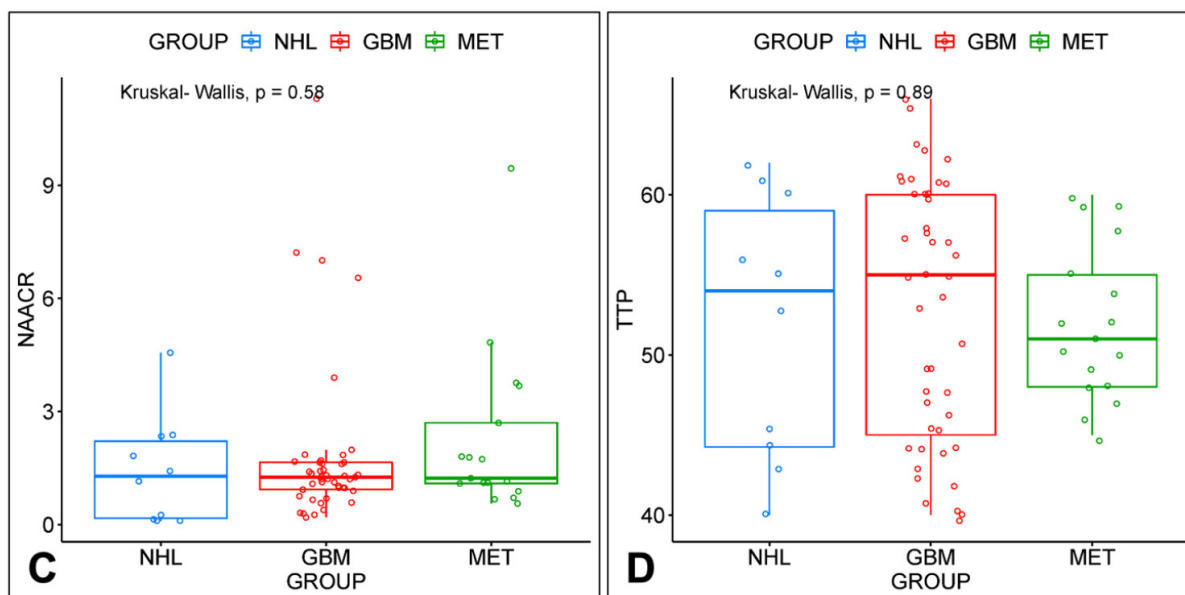 GROUP NHL GBM MET
Kruskal- Wallis, p = 0.58
NAACR
9
6
3
0
NHL GBM MET
GROUP
C
GROUP NHL GBM MET
Kruskal- Wallis, p = 0.89
TTP
60
50
40
NHL GBM MET
GROUP
D